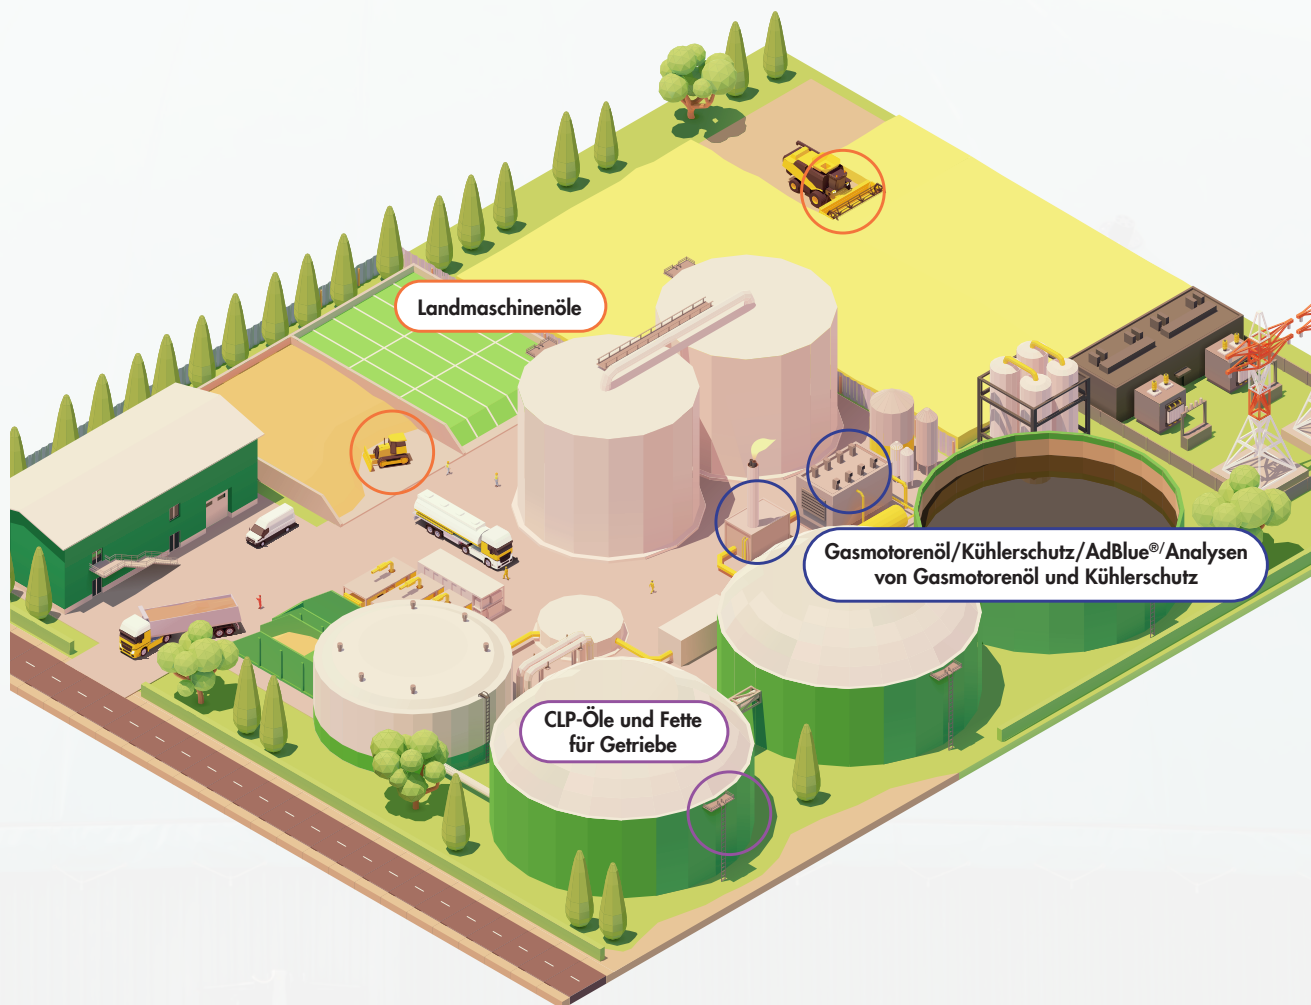 Landmaschinenöle
Gasmotorenöl/Kühlerschutz/AdBlue®/Analysen
von Gasmotorenöl und Kühlerschutz
CLP-Öle und Fette
für Getriebe